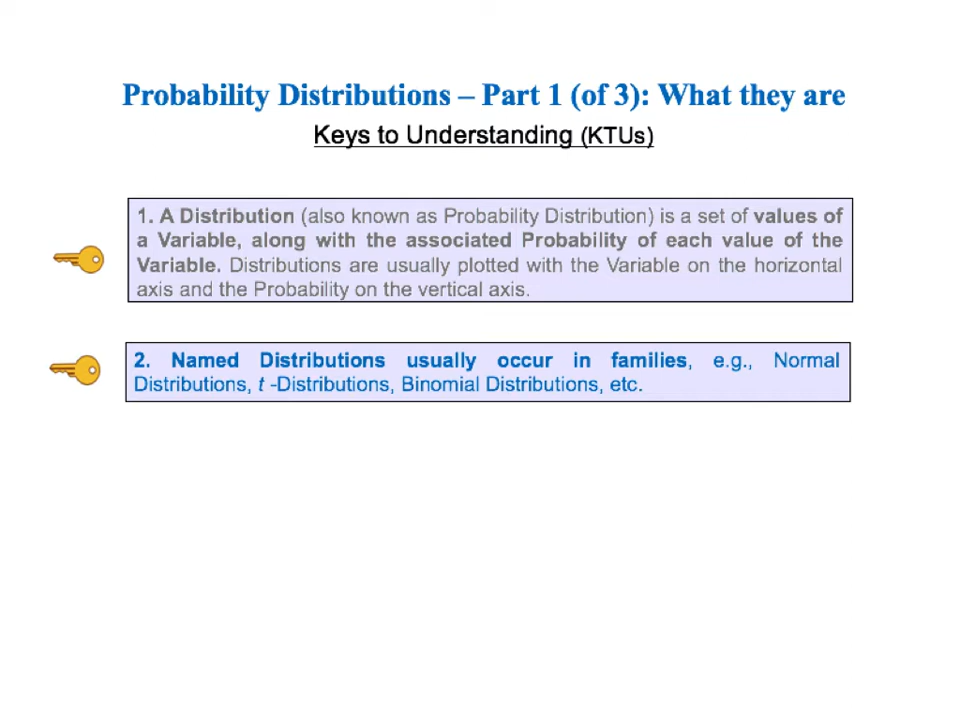 Probability Distributions – Part 1 (of 3): What they are
Keys to Understanding (KTUs)
1. A Distribution (also known as Probability Distribution) is a set of values of
a Variable, along with the associated Probability of each value of the
Variable. Distributions are usually plotted with the Variable on the horizontal
axis and the Probability on the vertical axis.
2. Named Distributions usually occur in families, e.g., Normal
Distributions, t -Distributions, Binomial Distributions, etc.